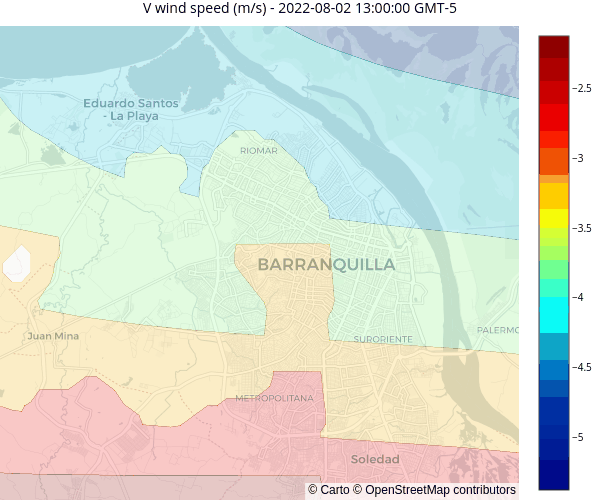 V wind speed (m/s) - 2022-08-02 13:00:00 GMT-5
Eduardo Santos
- La Playa
RIOMAR
BARRANQUILLA
PALERMO
Juan Mina
SURORIENTE
METROPOLITANA
Soledad
© Carto © OpenStreetMap contributors
−2.5
−3
−3.5
−4
−4.5
−5